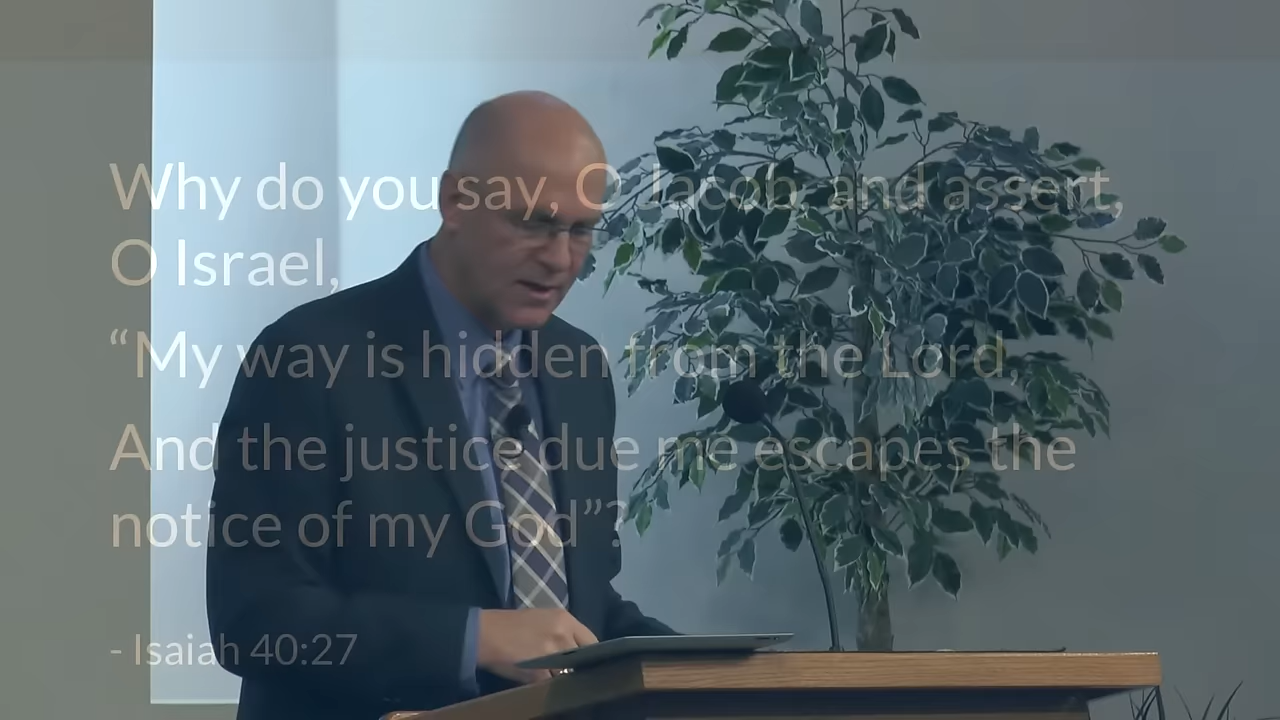 Why do you say, O Jacob, and assert,
O Israel,
“My way is hidden from the Lord,
And the justice due me escapes the
notice of my God”?
- Isaiah 40:27